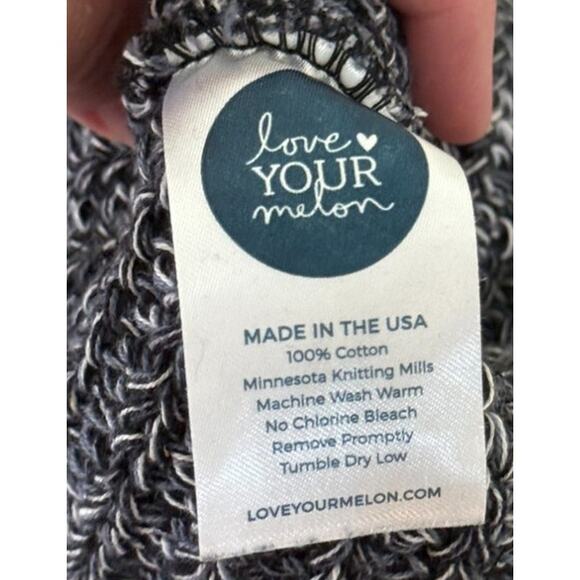 love
YOUR
melon
MADE IN THE USA
100% Cotton
Minnesota Knitting Mills
Machine Wash Warm
No Chlorine Bleach
Remove Promptly
Tumble Dry Low
LOVEYOURMELON.COM